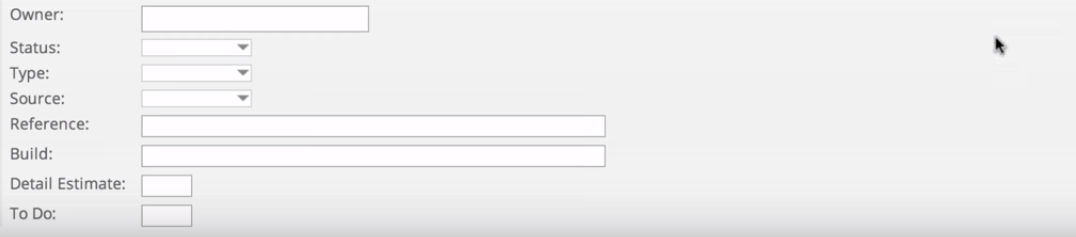 Owner:
Status:
Type:
Source:
Reference:
Build:
Detail Estimate:
To Do: